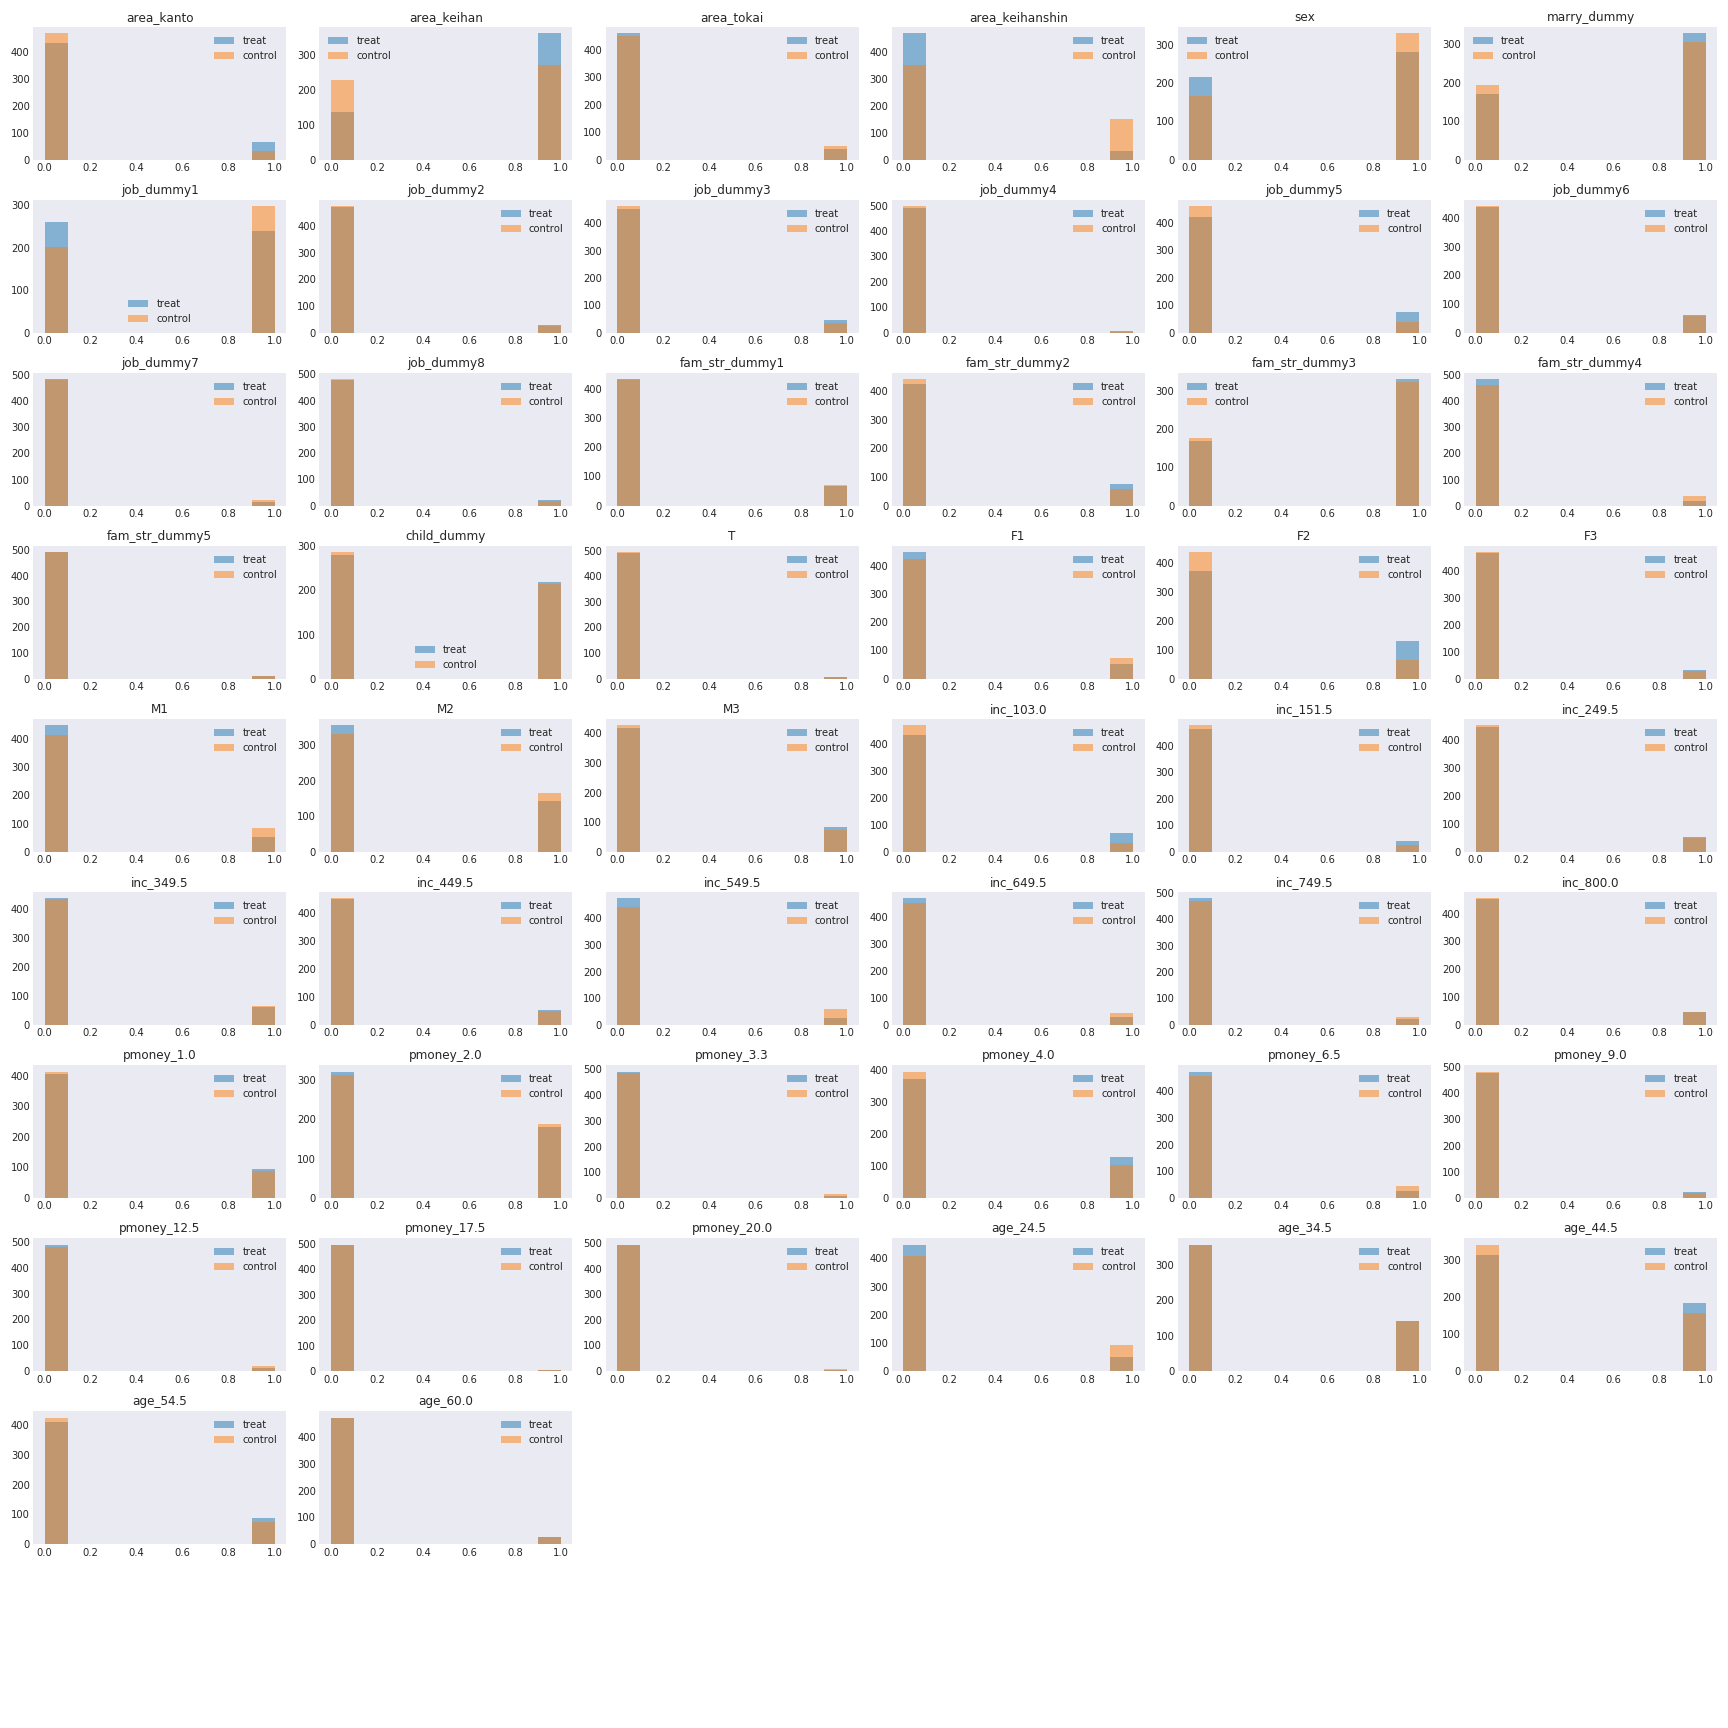 area_kanto
treat
control
400
300
200
100
0
0.0 0.2 0.4 0.6 0.8 1.0
area_keihan
treat
control
300
200
100
0
0.0 0.2 0.4 0.6 0.8 1.0
area_tokai
treat
control
400
300
200
100
0
0.0 0.2 0.4 0.6 0.8 1.0
area_keihanshin
treat
control
400
300
200
100
0
0.0 0.2 0.4 0.6 0.8 1.0
sex
treat
control
300
200
100
0
0.0 0.2 0.4 0.6 0.8 1.0
marry_dummy
treat
control
300
200
100
0
0.0 0.2 0.4 0.6 0.8 1.0
job_dummy1
300
200
100
0
treat
control
0.0 0.2 0.4 0.6 0.8 1.0
job_dummy2
treat
control
400
300
200
100
0
0.0 0.2 0.4 0.6 0.8 1.0
job_dummy3
treat
control
400
300
200
100
0
0.0 0.2 0.4 0.6 0.8 1.0
job_dummy4
treat
control
500
400
300
200
100
0
0.0 0.2 0.4 0.6 0.8 1.0
job_dummy5
treat
control
400
300
200
100
0
0.0 0.2 0.4 0.6 0.8 1.0
job_dummy6
treat
control
400
300
200
100
0
0.0 0.2 0.4 0.6 0.8 1.0
job_dummy7
treat
control
500
400
300
200
100
0
0.0 0.2 0.4 0.6 0.8 1.0
job_dummy8
treat
control
500
400
300
200
100
0
0.0 0.2 0.4 0.6 0.8 1.0
fam_str_dummy1
treat
control
400
300
200
100
0
0.0 0.2 0.4 0.6 0.8 1.0
fam_str_dummy2
treat
control
400
300
200
100
0
0.0 0.2 0.4 0.6 0.8 1.0
fam_str_dummy3
treat
control
300
200
100
0
0.0 0.2 0.4 0.6 0.8 1.0
fam_str_dummy4
treat
control
500
400
300
200
100
0
0.0 0.2 0.4 0.6 0.8 1.0
fam_str_dummy5
treat
control
500
400
300
200
100
0
0.0 0.2 0.4 0.6 0.8 1.0
child_dummy
300
200
100
0
treat
control
0.0 0.2 0.4 0.6 0.8 1.0
T
treat
control
500
400
300
200
100
0
0.0 0.2 0.4 0.6 0.8 1.0
F1
treat
control
400
300
200
100
0
0.0 0.2 0.4 0.6 0.8 1.0
F2
treat
control
400
300
200
100
0
0.0 0.2 0.4 0.6 0.8 1.0
F3
treat
control
400
300
200
100
0
0.0 0.2 0.4 0.6 0.8 1.0
M1
treat
control
400
300
200
100
0
0.0 0.2 0.4 0.6 0.8 1.0
M2
treat
control
300
200
100
0
0.0 0.2 0.4 0.6 0.8 1.0
M3
treat
control
400
300
200
100
0
0.0 0.2 0.4 0.6 0.8 1.0
inc_103.0
treat
control
400
300
200
100
0
0.0 0.2 0.4 0.6 0.8 1.0
inc_151.5
treat
control
400
300
200
100
0
0.0 0.2 0.4 0.6 0.8 1.0
inc_249.5
treat
control
400
300
200
100
0
0.0 0.2 0.4 0.6 0.8 1.0
inc_349.5
treat
control
400
300
200
100
0
0.0 0.2 0.4 0.6 0.8 1.0
inc_449.5
treat
control
400
300
200
100
0
0.0 0.2 0.4 0.6 0.8 1.0
inc_549.5
treat
control
400
300
200
100
0
0.0 0.2 0.4 0.6 0.8 1.0
inc_649.5
treat
control
400
300
200
100
0
0.0 0.2 0.4 0.6 0.8 1.0
inc_749.5
treat
control
500
400
300
200
100
0
0.0 0.2 0.4 0.6 0.8 1.0
inc_800.0
treat
control
400
300
200
100
0
0.0 0.2 0.4 0.6 0.8 1.0
pmoney_1.0
treat
control
400
300
200
100
0
0.0 0.2 0.4 0.6 0.8 1.0
pmoney_2.0
treat
control
300
200
100
0
0.0 0.2 0.4 0.6 0.8 1.0
pmoney_3.3
treat
control
500
400
300
200
100
0
0.0 0.2 0.4 0.6 0.8 1.0
pmoney_4.0
treat
control
400
300
200
100
0
0.0 0.2 0.4 0.6 0.8 1.0
pmoney_6.5
treat
control
400
300
200
100
0
0.0 0.2 0.4 0.6 0.8 1.0
pmoney_9.0
treat
control
500
400
300
200
100
0
0.0 0.2 0.4 0.6 0.8 1.0
pmoney_12.5
treat
control
500
400
300
200
100
0
0.0 0.2 0.4 0.6 0.8 1.0
pmoney_17.5
treat
control
500
400
300
200
100
0
0.0 0.2 0.4 0.6 0.8 1.0
pmoney_20.0
treat
control
500
400
300
200
100
0
0.0 0.2 0.4 0.6 0.8 1.0
age_24.5
treat
control
400
300
200
100
0
0.0 0.2 0.4 0.6 0.8 1.0
age_34.5
treat
control
300
200
100
0
0.0 0.2 0.4 0.6 0.8 1.0
age_44.5
treat
control
300
200
100
0
0.0 0.2 0.4 0.6 0.8 1.0
age_54.5
treat
control
400
300
200
100
0
0.0 0.2 0.4 0.6 0.8 1.0
age_60.0
treat
control
400
300
200
100
0
0.0 0.2 0.4 0.6 0.8 1.0